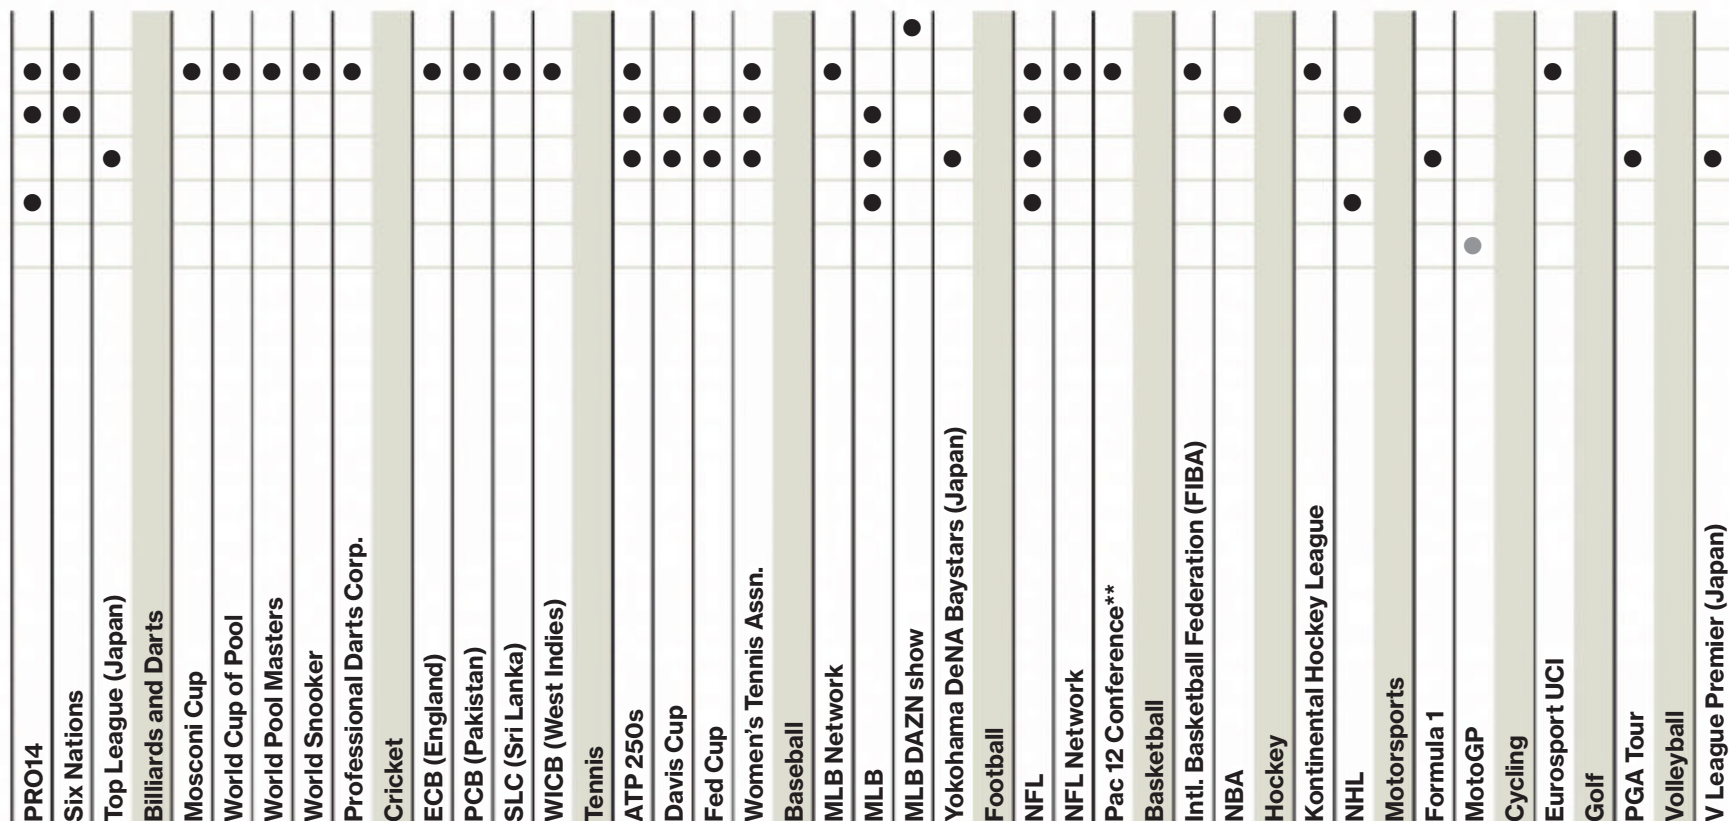 PRO14
Six Nations
Top League (Japan)
Billiards and Darts
Mosconi Cup
World Cup of Pool
World Pool Masters
World Snooker
Professional Darts Corp.
Cricket
ECB (England)
PCB (Pakistan)
SLC (Sri Lanka)
WICB (West Indies)
Tennis
ATP 250s
Davis Cup
Fed Cup
Women's Tennis Assn.
Baseball
MLB Network
MLB
MLB DAZN show
Yokohama DeNA Baystars (Japan)
Football
NFL
NFL Network
Pac 12 Conference**
Basketball
Intl. Basketball Federation (FIBA)
NBA
Hockey
Kontinental Hockey League
NHL
Motorsports
Formula 1
MotoGP
Cycling
Eurosport UCI
Golf
PGA Tour
Volleyball
V League Premier (Japan)